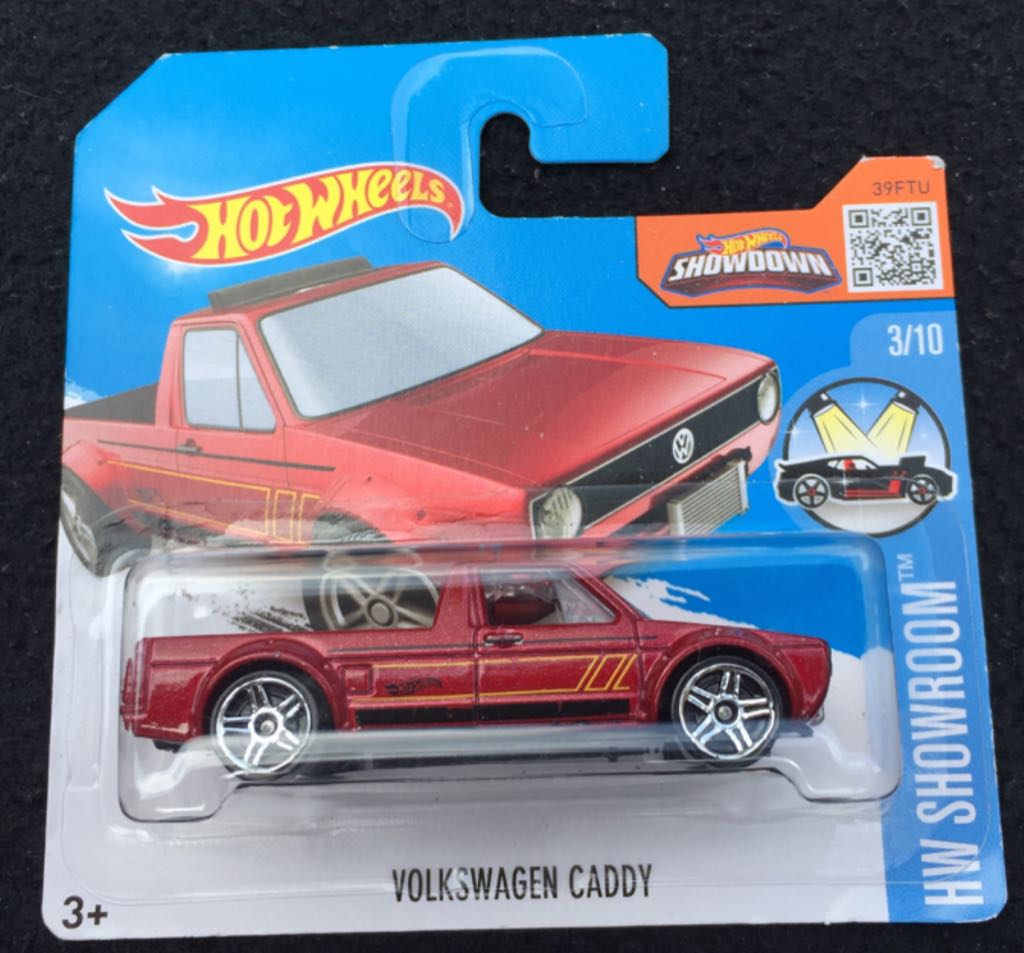 HOT WHEELS
39FTU
HOT WHEELS
SHOWDOWN
3/10
HW SHOWROOM™
VOLKSWAGEN CADDY
3+